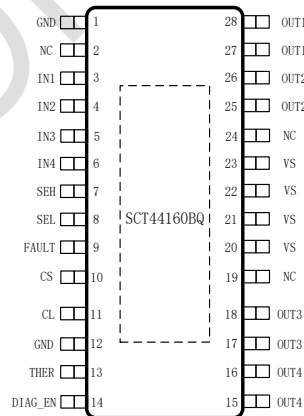 GND 1 28 OUT1
NC 2 27 OUT1
IN1 3 26 OUT2
IN2 4 25 OUT2
IN3 5 24 NC
IN4 6 23 VS
SEH 7 22 VS
SEL 8 SCT44160BQ 21 VS
FAULT 9 20 VS
CS 10 19 NC
CL 11 18 OUT3
GND 12 17 OUT3
THER 13 16 OUT4
DIAG_EN 14 15 OUT4